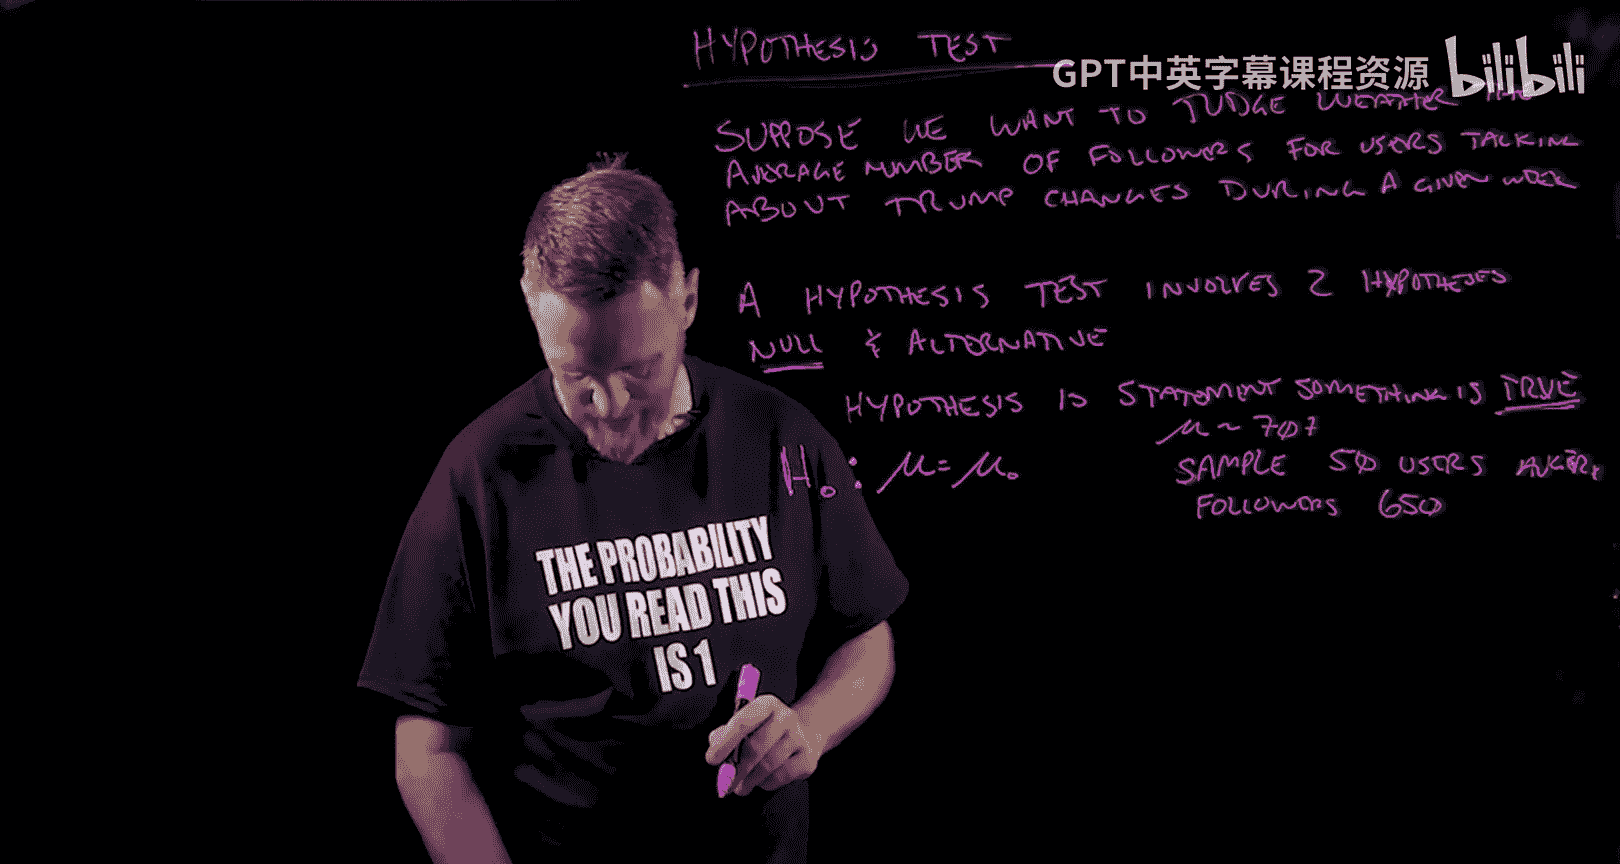 HYPOTHESIS TEST
GPT中英字幕课程资源 bilibili
SUPPOSE WE WANT TO JUDGE WEATHER THE
AVERAGE NUMBER OF FOLLOWERS FOR USERS TALKING
ABOUT TRUMP CHANGES DURING A GIVEN WEEK
A HYPOTHESIS TEST INVOLVES 2 HYPOTHESES
NULL & ALTERNATIVE
HYPOTHESIS IS STATEMENT SOMETHING IS TRUE
μ ~ 707
H₀: μ = μ₀
SAMPLE 50 USERS
FOLLOWERS 650
THE PROBABILITY
YOU READ THIS
IS 1